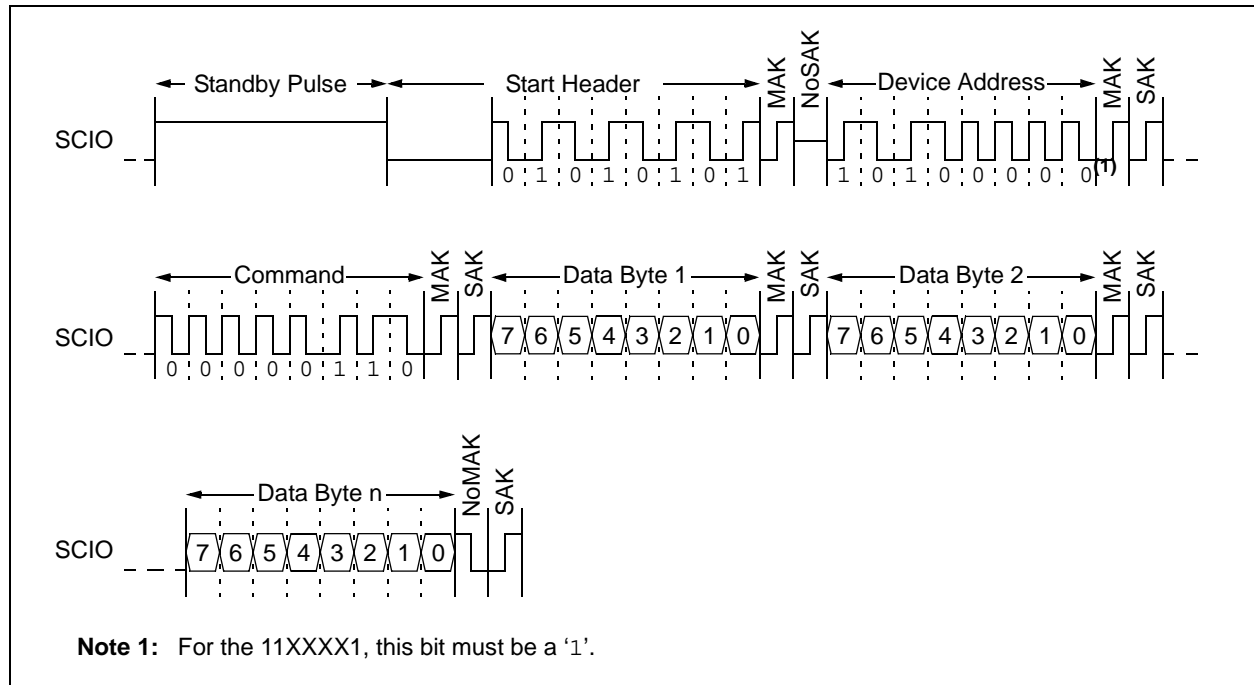 Standby Pulse Start Header MAK NoSAK Device Address MAK SAK
SCIO
0 1 0 1 0 1 0 1 1 0 1 0 0 0 0 0(1)
Command MAK SAK Data Byte 1 MAK SAK Data Byte 2 MAK SAK
SCIO 7 6 5 4 3 2 1 0 7 6 5 4 3 2 1 0
0 0 0 0 0 1 1 0
Data Byte n NoMAK SAK
SCIO 7 6 5 4 3 2 1 0
Note 1: For the 11XXXX1, this bit must be a ‘1’.